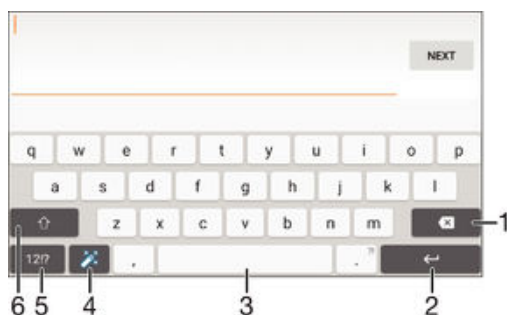 NEXT
q w e r t y u i o p
a s d f g h j k l
z x c v b n m 1
12!? , . ?!
6 5 4 3 2